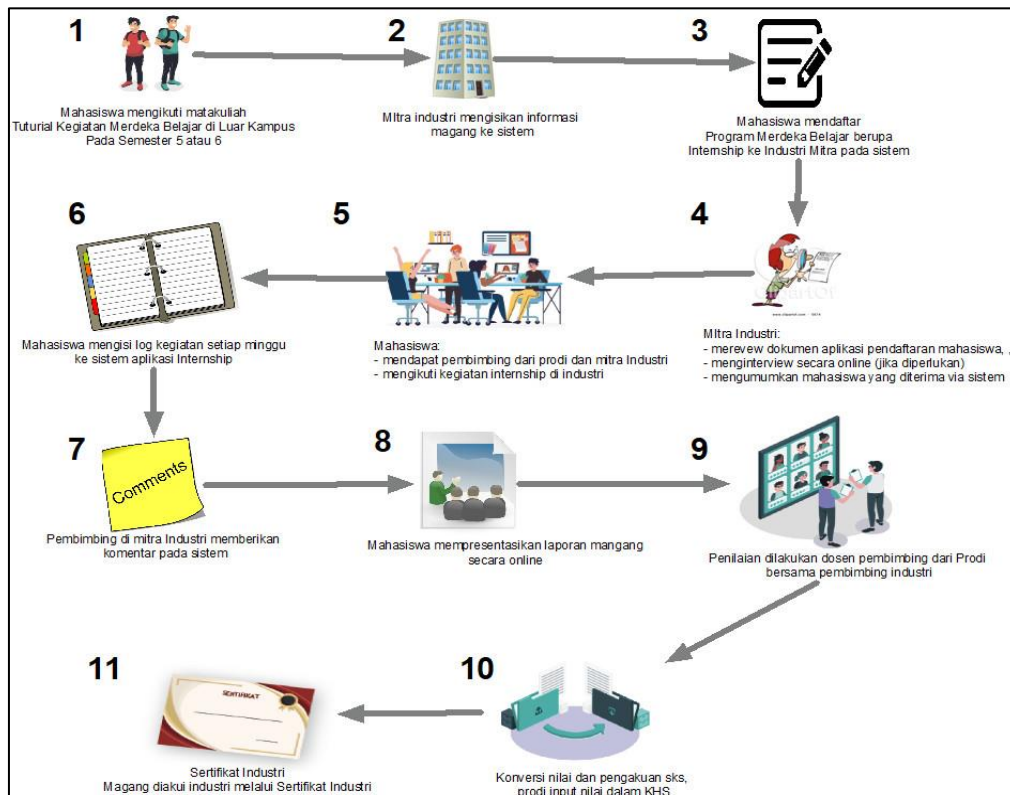 1
Mahasiswa mengikuti matakuliah
Tuturial Kegiatan Merdeka Belajar di Luar Kampus
Pada Semester 5 atau 6
2
MItra industri mengisikan informasi
magang ke sistem
3
Mahasiswa mendaftar
Program Merdeka Belajar berupa
Internship ke Industri Mitra pada sistem
4
MItra Industri:
- merevew dokumen aplikasi pendaftaran mahasiswa, ,
- menginterview secara online (jika diperlukan)
- mengumumkan mahasiswa yang diterima via sistem
5
Mahasiswa:
- mendapat pembimbing dari prodi dan mitra Industri
- mengikuti kegiatan internship di industri
6
Mahasiswa mengisi log kegiatan setiap minggu
ke sistem aplikasi Internship
7
Comments
Pembimbing di mitra Industri memberikan
komentar pada sistem
8
Mahasiswa mempresentasikan laporan mangang
secara online
9
Penilaian dilakukan dosen pembimbing dari Prodi
bersama pembimbing industri
10
Konversi nilai dan pengakuan sks,
prodi input nilai dalam KHS
11
SERTIFIKAT
Sertifikat Industri
Magang diakui industri melalui Sertifikat Industri